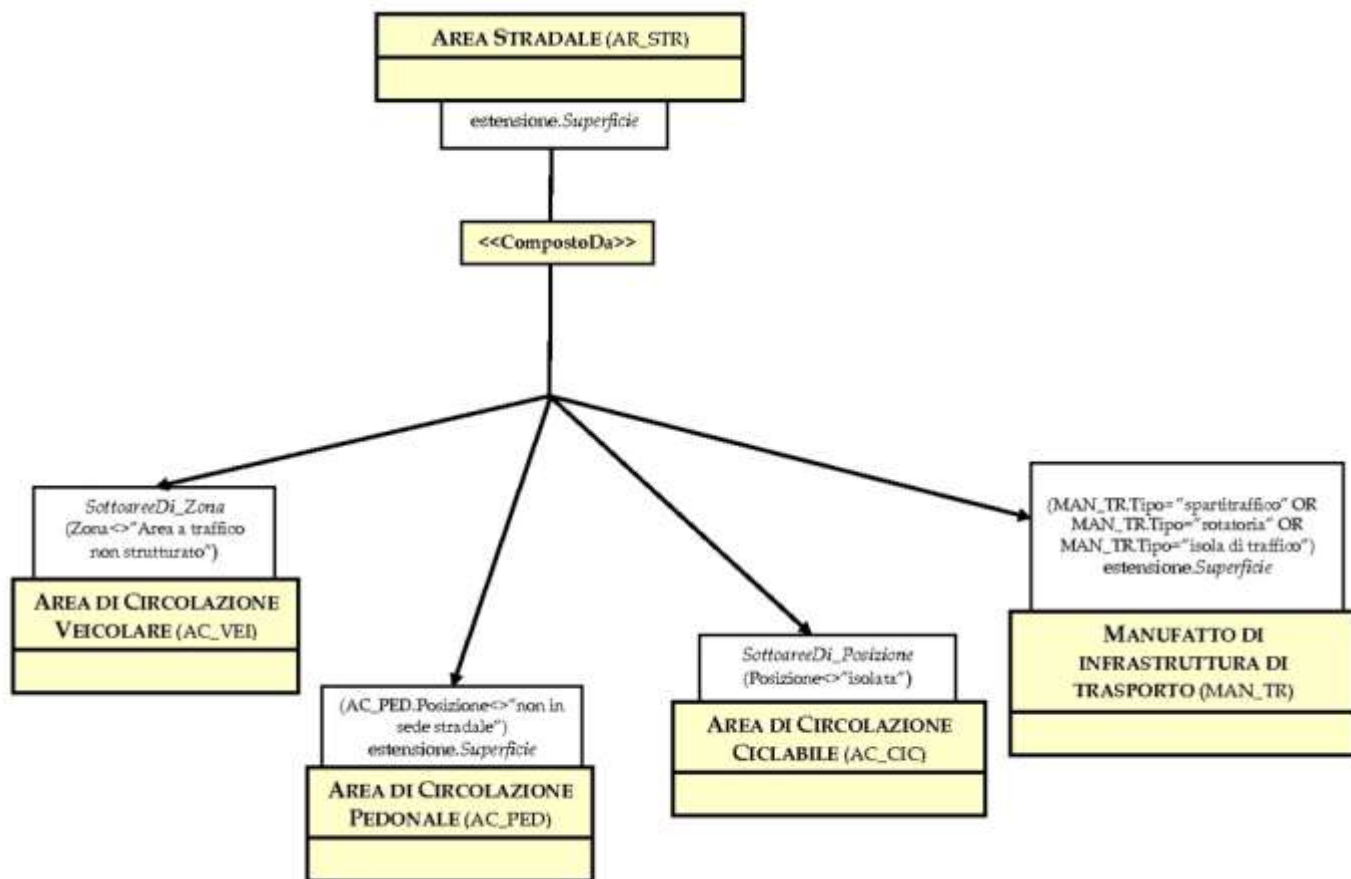 AREA STRADALE (AR_STR)
estensione.Superficie
<<CompostoDa>>
SottoareeDi_Zona
(Zona<>"Area a traffico
non strutturato")
AREA DI CIRCOLAZIONE
VEICOLARE (AC_VEI)
(AC_PED.Posizione<>"non in
sede stradale")
estensione.Superficie
AREA DI CIRCOLAZIONE
PEDONALE (AC_PED)
SottoareeDi_Posizione
(Posizione<>"isolata")
AREA DI CIRCOLAZIONE
CICLABILE (AC_CIC)
(MAN_TR.Tipo="spartitraffico" OR
MAN_TR.Tipo="rotatoria" OR
MAN_TR.Tipo="isola di traffico")
estensione.Superficie
MANUFATTO DI
INFRASTRUTTURA DI
TRASPORTO (MAN_TR)